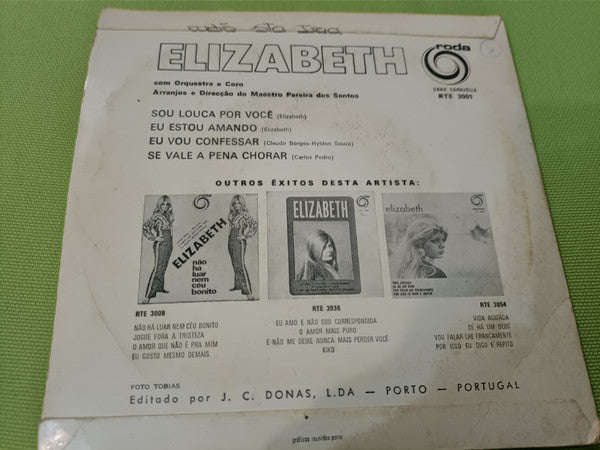 ELIZABETH
roda
com Orquestra e Coro
Arranjos e Direcção do Maestro Pereira dos Santos
DISAX CARAVELLE
RTE 3001
SOU LOUCA POR VOCÊ (Elizabeth)
EU ESTOU AMANDO (Elizabeth)
EU VOU CONFESSAR (Claudir Borges-Hyldon Souza)
SE VALE A PENA CHORAR (Carlos Pedro)
OUTROS ÊXITOS DESTA ARTISTA:
ELIZABETH
não
há
luar
nem
céu
bonito
ELIZABETH
elizabeth
RTE 3009
NÃO HÁ LUAR NEM CÉU BONITO
JOGUE FORA A TRISTEZA
O AMOR QUE NÃO É PRA MIM
EU GOSTO MESMO DEMAIS
RTE 3036
EU AMO E NÃO SOU CORRESPONDIDA
O AMOR MAIS PURO
E NÃO ME DEIXE NUNCA MAIS PERDER VOCÊ
KIKO
RTE 3054
VIDA AGITADA
SE HÁ UM DEUS
VOU FALAR-LHE FRANCAMENTE
POR ISSO EU DIGO E REPITO
FOTO TOBIAS
Editado por J. C. DONAS, L.DA — PORTO — PORTUGAL
gráficos reunidos-porto